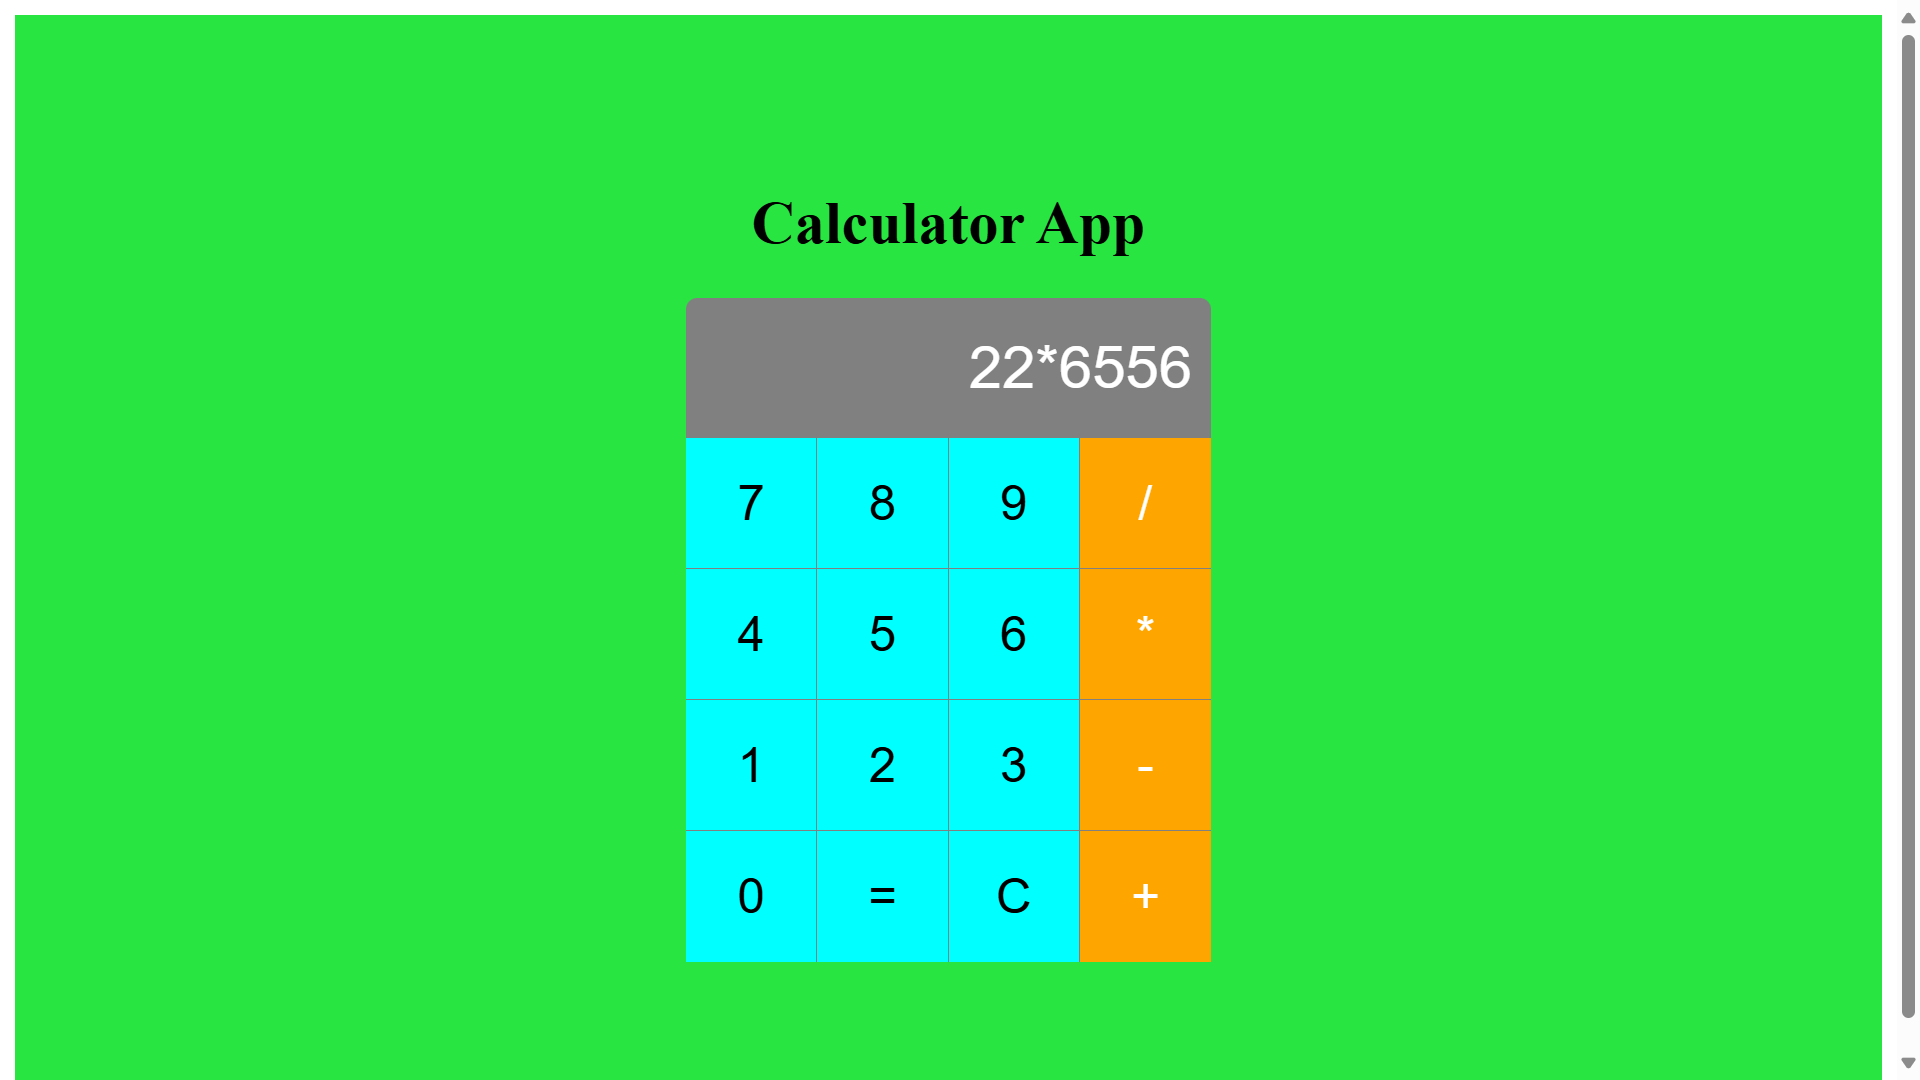 Calculator App
22*6556
7 8 9 /
4 5 6 *
1 2 3 -
0 = C +